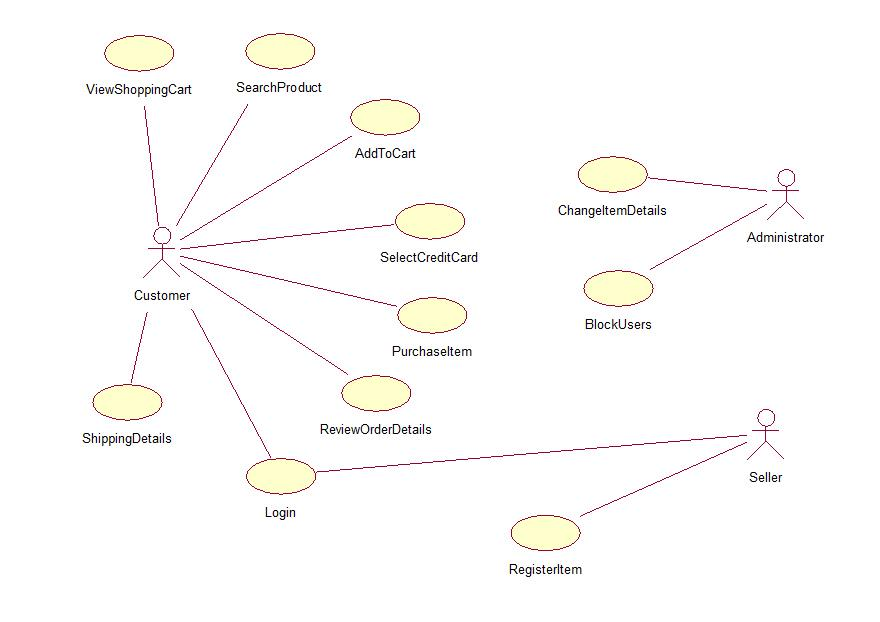 ViewShoppingCart
SearchProduct
AddToCart
ChangeItemDetails
Administrator
SelectCreditCard
Customer
BlockUsers
PurchaseItem
ReviewOrderDetails
ShippingDetails
Seller
Login
RegisterItem